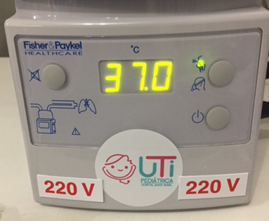 Fisher & Paykel
HEALTHCARE
°C
37.0
UTi
PEDIÁTRICA
220 V
220 V